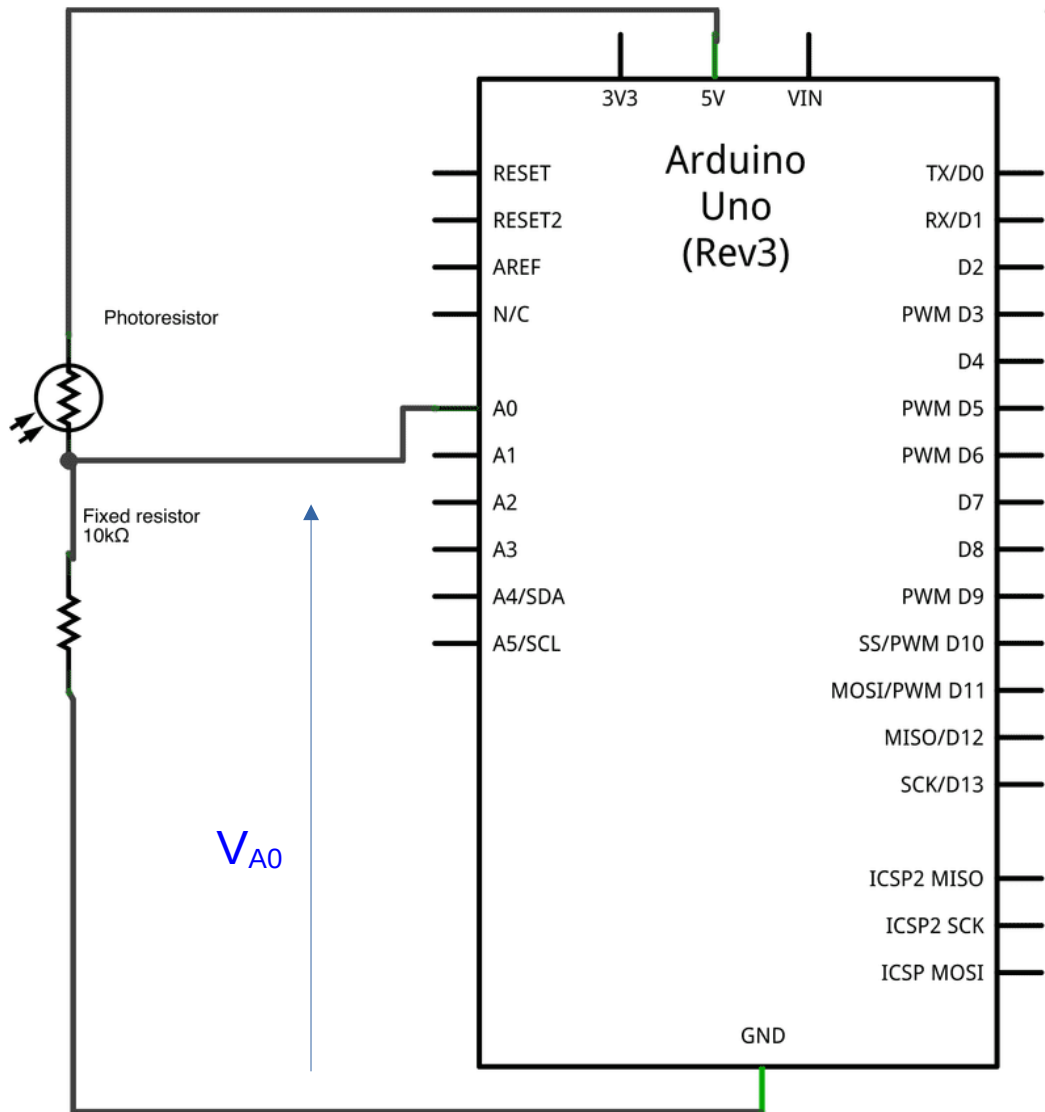 3V3
5V
VIN
Arduino
Uno
(Rev3)
RESET
RESET2
AREF
N/C
A0
A1
A2
A3
A4/SDA
A5/SCL
TX/D0
RX/D1
D2
PWM D3
D4
PWM D5
PWM D6
D7
D8
PWM D9
SS/PWM D10
MOSI/PWM D11
MISO/D12
SCK/D13
ICSP2 MISO
ICSP2 SCK
ICSP MOSI
GND
Photoresistor
Fixed resistor
10kΩ
VA0